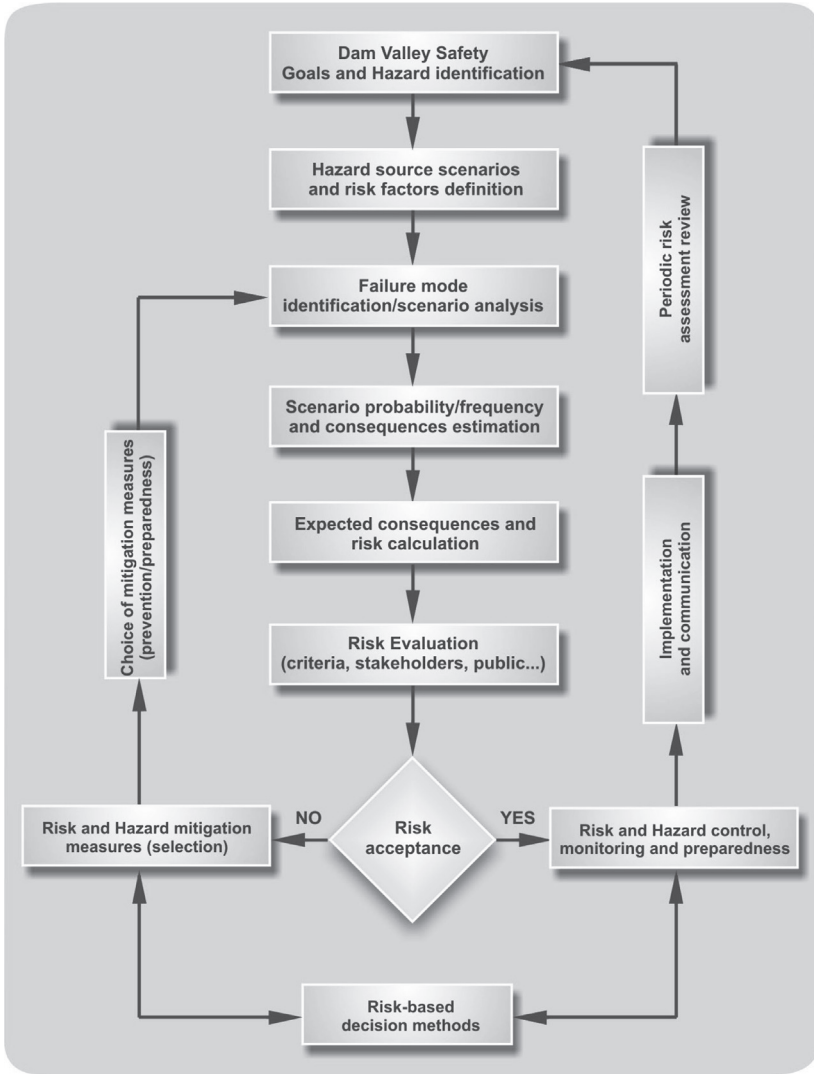 Dam Valley Safety
Goals and Hazard identification
Hazard source scenarios
and risk factors definition
Failure mode
identification/scenario analysis
Scenario probability/frequency
and consequences estimation
Expected consequences and
risk calculation
Risk Evaluation
(criteria, stakeholders, public...)
Risk
acceptance
NO
YES
Risk and Hazard mitigation
measures (selection)
Choice of mitigation measures
(prevention/preparedness)
Risk and Hazard control,
monitoring and preparedness
Implementation
and communication
Periodic risk
assessment review
Risk-based
decision methods